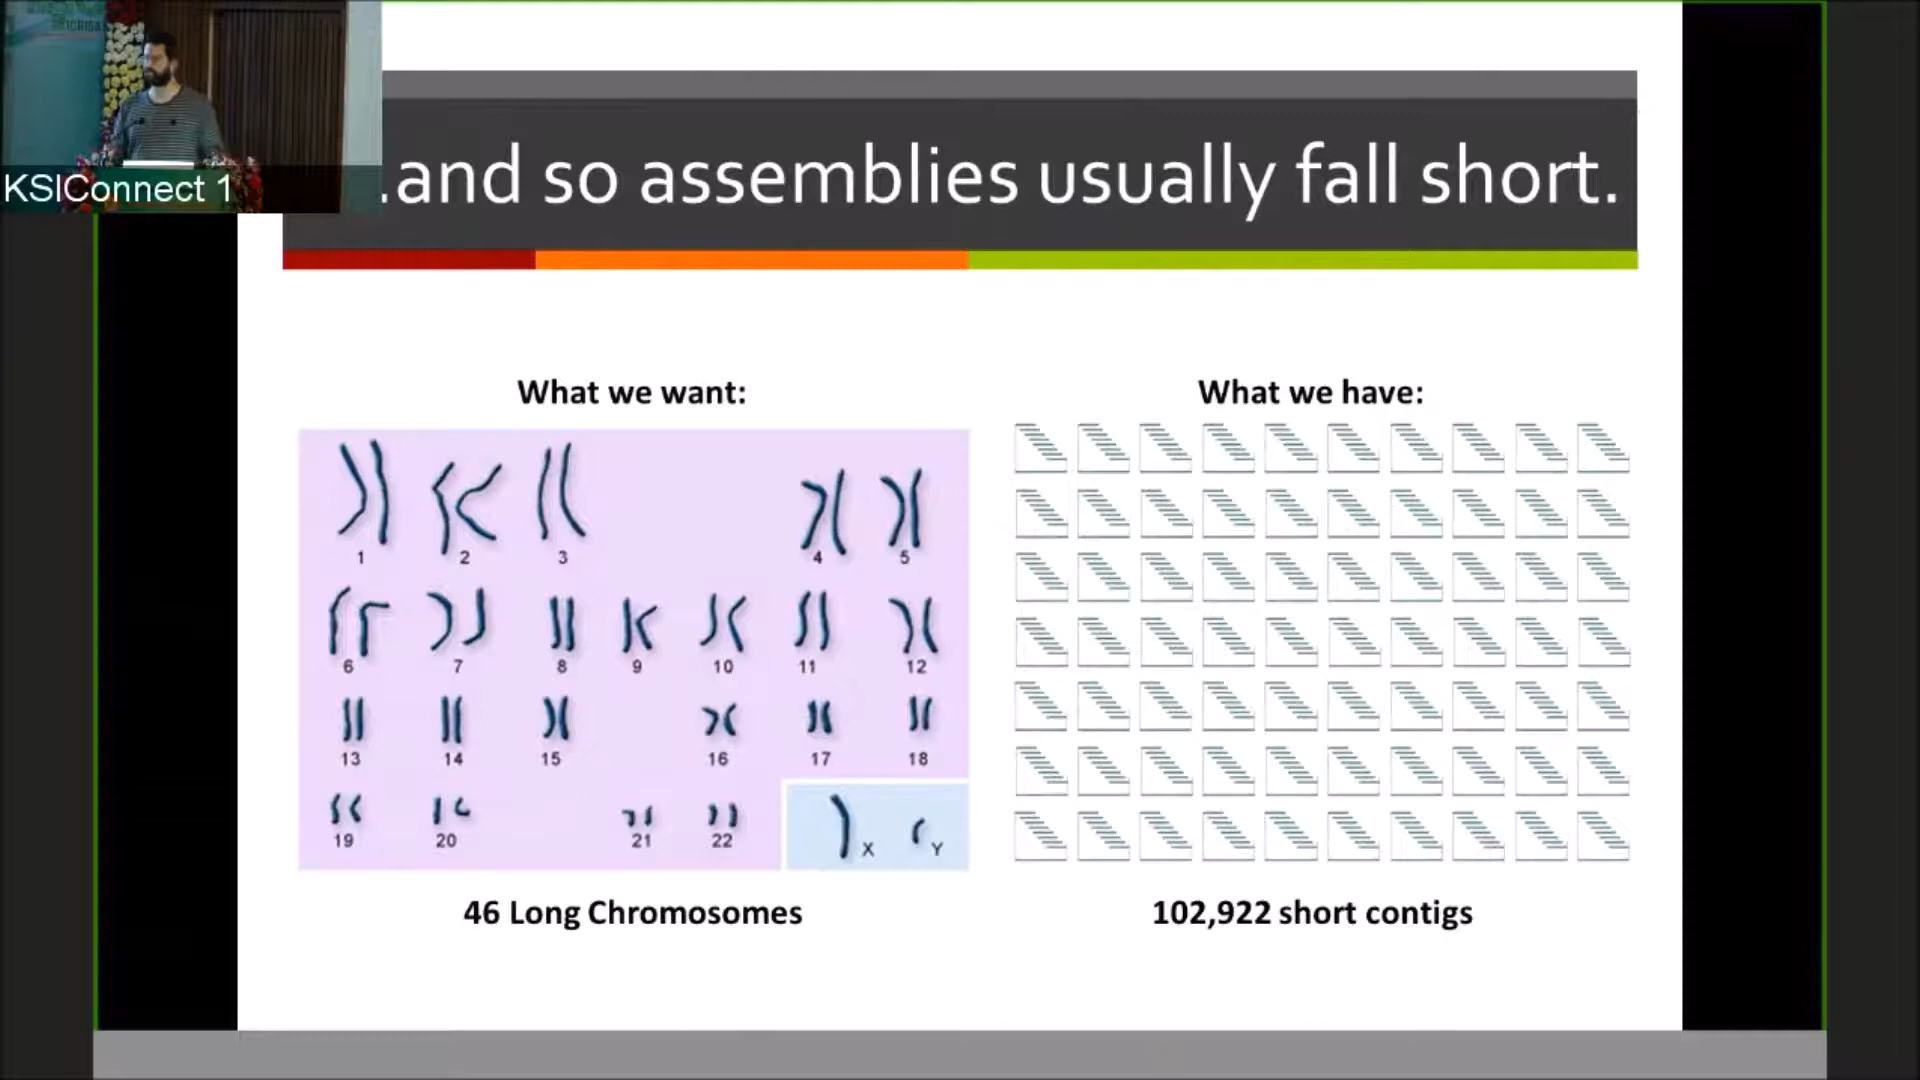 KSIConnect 1
.and so assemblies usually fall short.
What we want:
1 2 3 4 5
6 7 8 9 10 11 12
13 14 15 16 17 18
19 20 21 22 X Y
46 Long Chromosomes
What we have:
102,922 short contigs